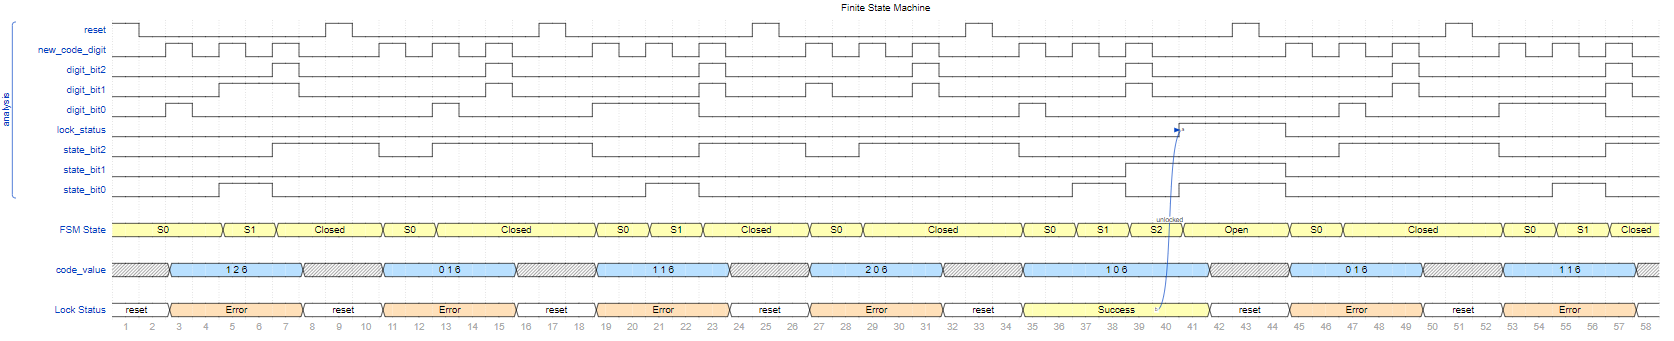 Finite State Machine
analysis
reset
new_code_digit
digit_bit2
digit_bit1
digit_bit0
lock_status a
state_bit2
state_bit1
state_bit0
unlocked
FSM State S0 S1 Closed S0 Closed S0 S1 Closed S0 Closed S0 S1 S2 Open S0 Closed S0 S1 Closed
code_value 1 2 6 0 1 6 1 1 6 2 0 6 1 0 6 0 1 6 1 1 6
Lock Status reset Error reset Error reset Error reset Error reset Success b reset Error reset Error
1 2 3 4 5 6 7 8 9 10 11 12 13 14 15 16 17 18 19 20 21 22 23 24 25 26 27 28 29 30 31 32 33 34 35 36 37 38 39 40 41 42 43 44 45 46 47 48 49 50 51 52 53 54 55 56 57 58